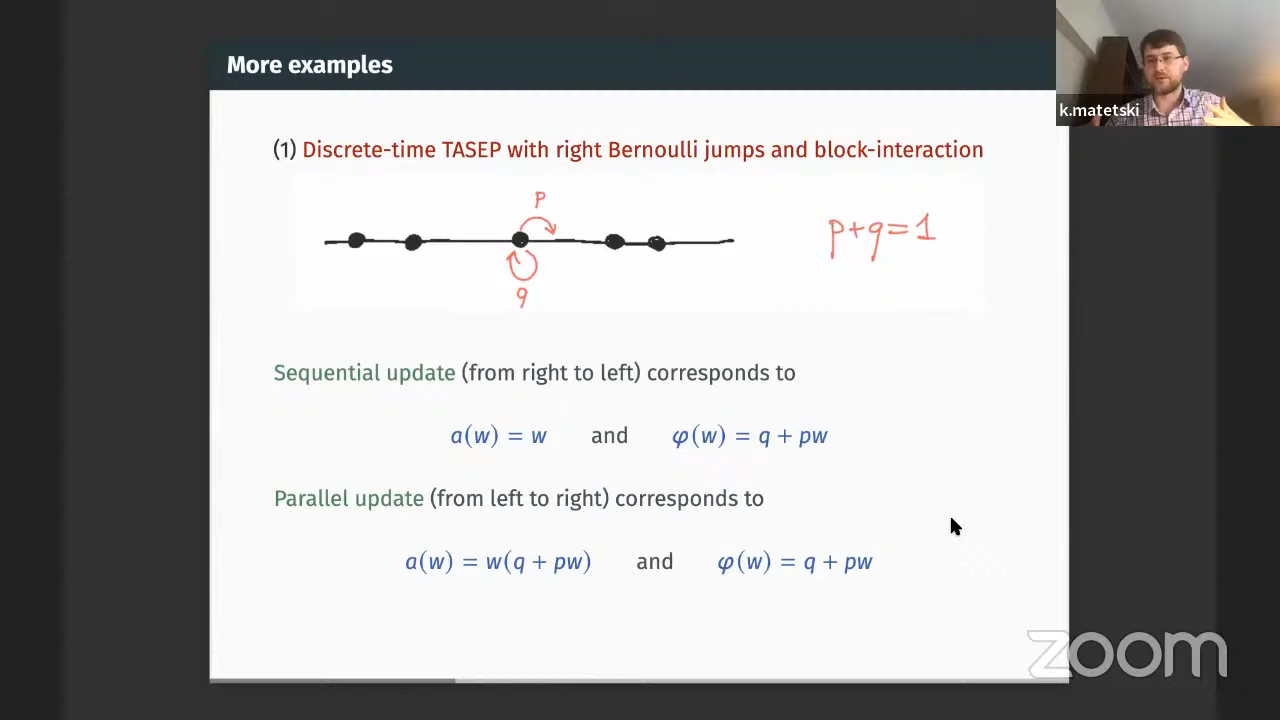 More examples
k.matetski
(1) Discrete-time TASEP with right Bernoulli jumps and block-interaction
p
p+q=1
q
Sequential update (from right to left) corresponds to
a(w) = w and φ(w) = q + pw
Parallel update (from left to right) corresponds to
a(w) = w(q + pw) and φ(w) = q + pw
zoom